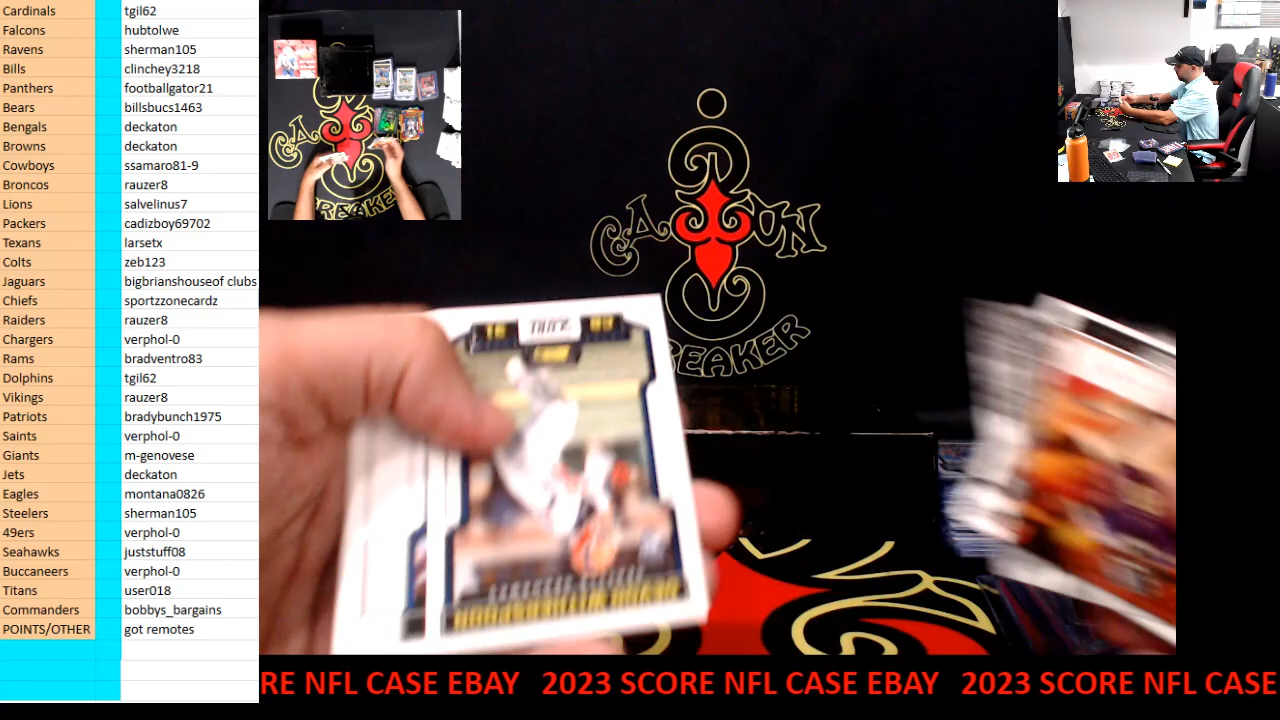 Cardinals tgil62
Falcons hubtolwe
Ravens sherman105
Bills clinchey3218
Panthers footballgator21
Bears billsbucs1463
Bengals deckaton
Browns deckaton
Cowboys ssamaro81-9
Broncos rauzer8
Lions salvelinus7
Packers cadizboy69702
Texans larsetx
Colts zeb123
Jaguars bigbrianshouseof clubs
Chiefs sportzzonecardz
Raiders rauzer8
Chargers verphol-0
Rams bradventro83
Dolphins tgil62
Vikings rauzer8
Patriots bradybunch1975
Saints verphol-0
Giants m-genovese
Jets deckaton
Eagles montana0826
Steelers sherman105
49ers verphol-0
Seahawks juststuff08
Buccaneers verphol-0
Titans user018
Commanders bobbys_bargains
POINTS/OTHER got remotes
CAJUN
BREAKER
RE NFL CASE EBAY 2023 SCORE NFL CASE EBAY 2023 SCORE NFL CASE